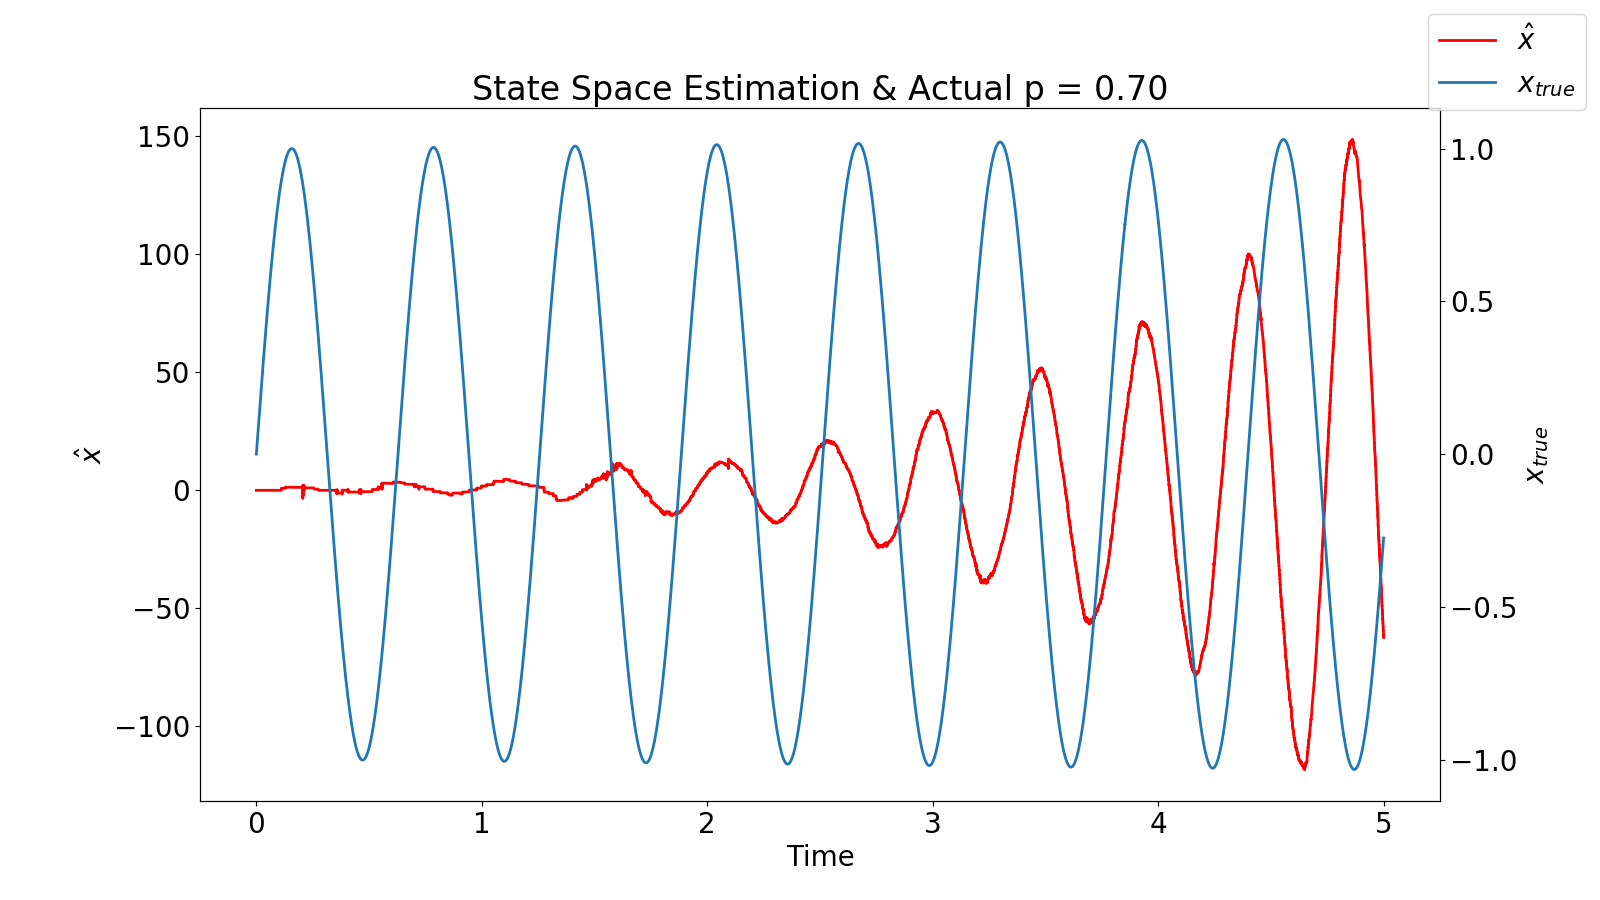 x̂
x_true
State Space Estimation & Actual p = 0.70
150
100
50
0
−50
−100
x̂
1.0
0.5
0.0
−0.5
−1.0
x_true
0 1 2 3 4 5
Time